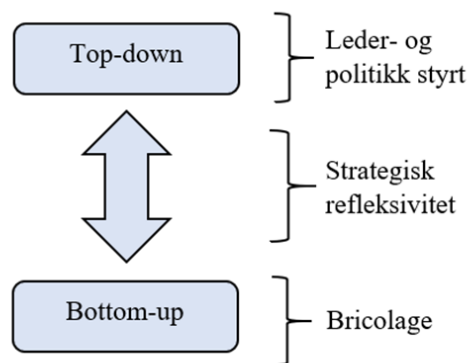 Top-down
Leder- og
politikk styrt
Strategisk
refleksivitet
Bottom-up
Bricolage